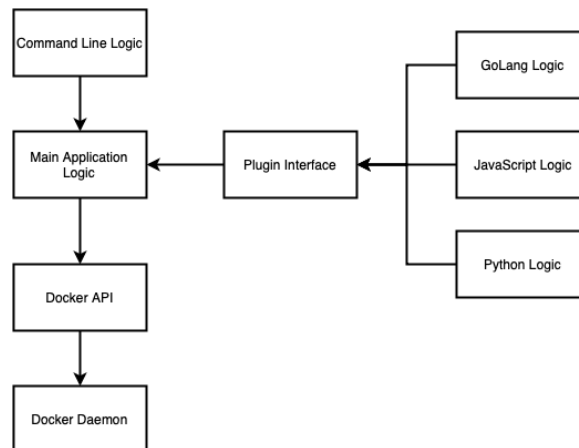 Command Line Logic
GoLang Logic
Main Application
Logic
Plugin Interface
JavaScript Logic
Python Logic
Docker API
Docker Daemon